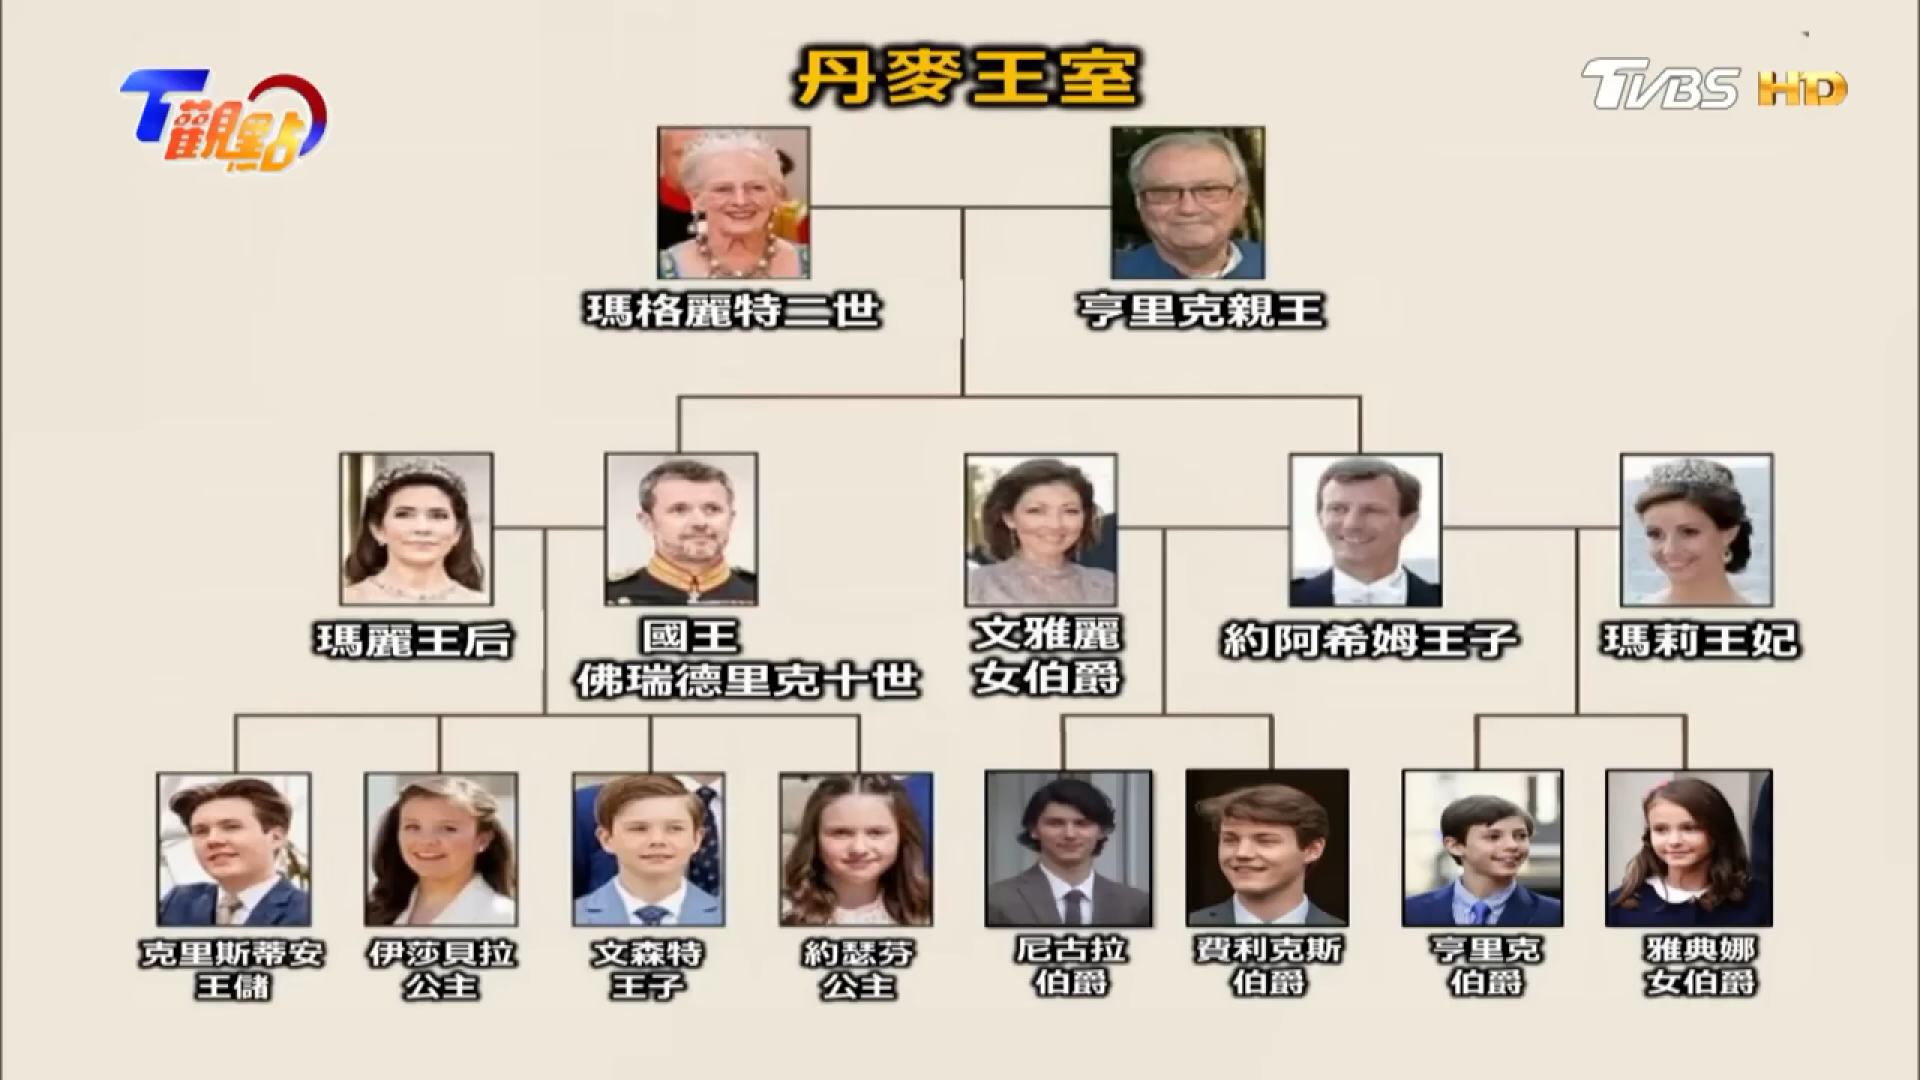 丹麥王室
T觀點
TVBS HD
瑪格麗特二世
亨里克親王
瑪麗王后
國王
佛瑞德里克十世
文雅麗
女伯爵
約阿希姆王子
瑪莉王妃
克里斯蒂安
王儲
伊莎貝拉
公主
文森特
王子
約瑟芬
公主
尼古拉
伯爵
費利克斯
伯爵
亨里克
伯爵
雅典娜
女伯爵